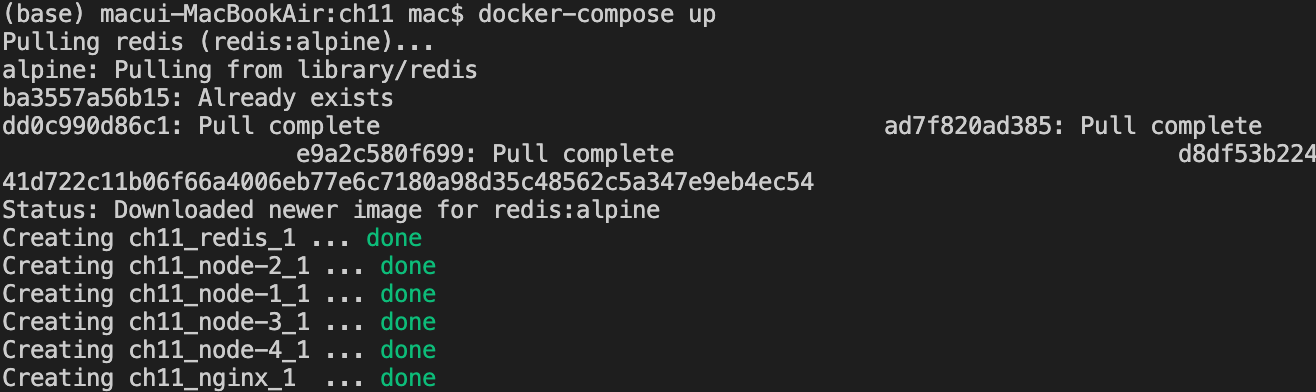 (base) macui-MacBookAir:ch11 mac$ docker-compose up
Pulling redis (redis:alpine)...
alpine: Pulling from library/redis
ba3557a56b15: Already exists
dd0c990d86c1: Pull complete ad7f820ad385: Pull complete
e9a2c580f699: Pull complete d8df53b224
41d722c11b06f66a4006eb77e6c7180a98d35c48562c5a347e9eb4ec54
Status: Downloaded newer image for redis:alpine
Creating ch11_redis_1 ... done
Creating ch11_node-2_1 ... done
Creating ch11_node-1_1 ... done
Creating ch11_node-3_1 ... done
Creating ch11_node-4_1 ... done
Creating ch11_nginx_1  ... done